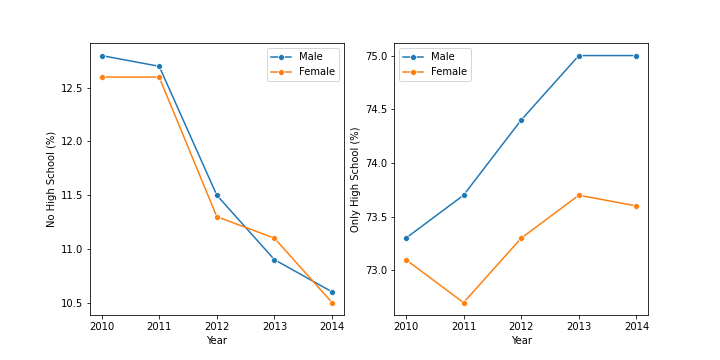 No High School (%)
12.5
12.0
11.5
11.0
10.5
Male
Female
2010 2011 2012 2013 2014
Year
Only High School (%)
75.0
74.5
74.0
73.5
73.0
Male
Female
2010 2011 2012 2013 2014
Year